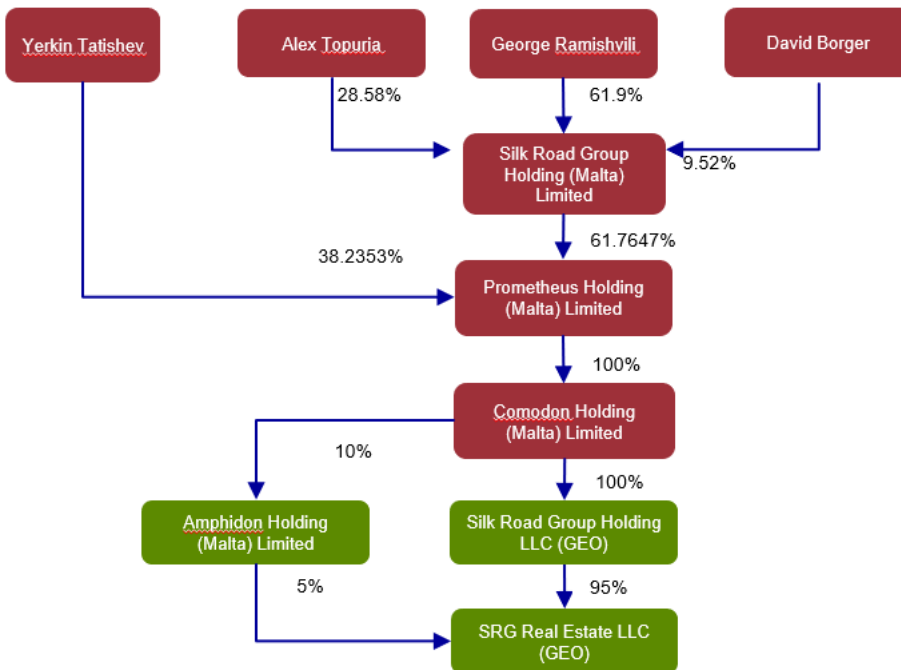 Yerkin Tatishev
Alex Topuria
George Ramishvili
David Borger
28.58%
61.9%
9.52%
Silk Road Group
Holding (Malta)
Limited
61.7647%
38.2353%
Prometheus Holding
(Malta) Limited
100%
Comodon Holding
(Malta) Limited
10%
100%
Amphidon Holding
(Malta) Limited
Silk Road Group Holding
LLC (GEO)
5%
95%
SRG Real Estate LLC
(GEO)